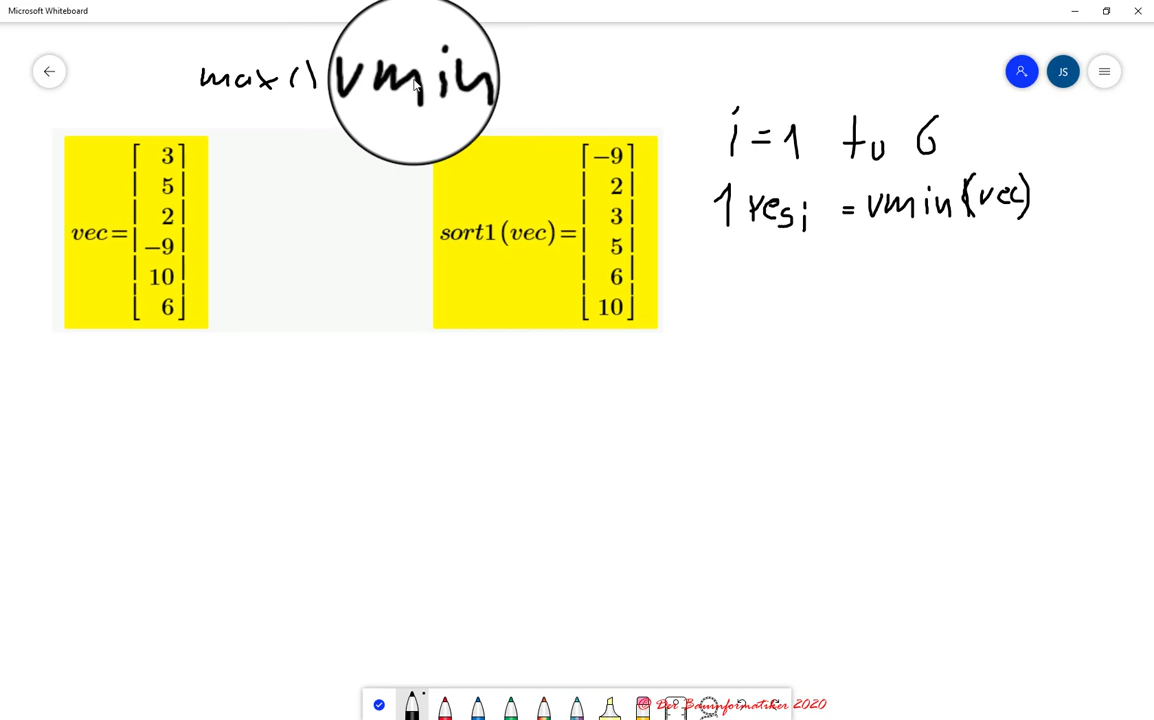 Microsoft Whiteboard
max() vmin
JS
vec= [ 3
5
2
−9
10
6 ]
sort1(vec)= [ −9
2
3
5
6
10 ]
i = 1 to 6
1 resi = vmin(vec)
© Der Bauinformatiker 2020